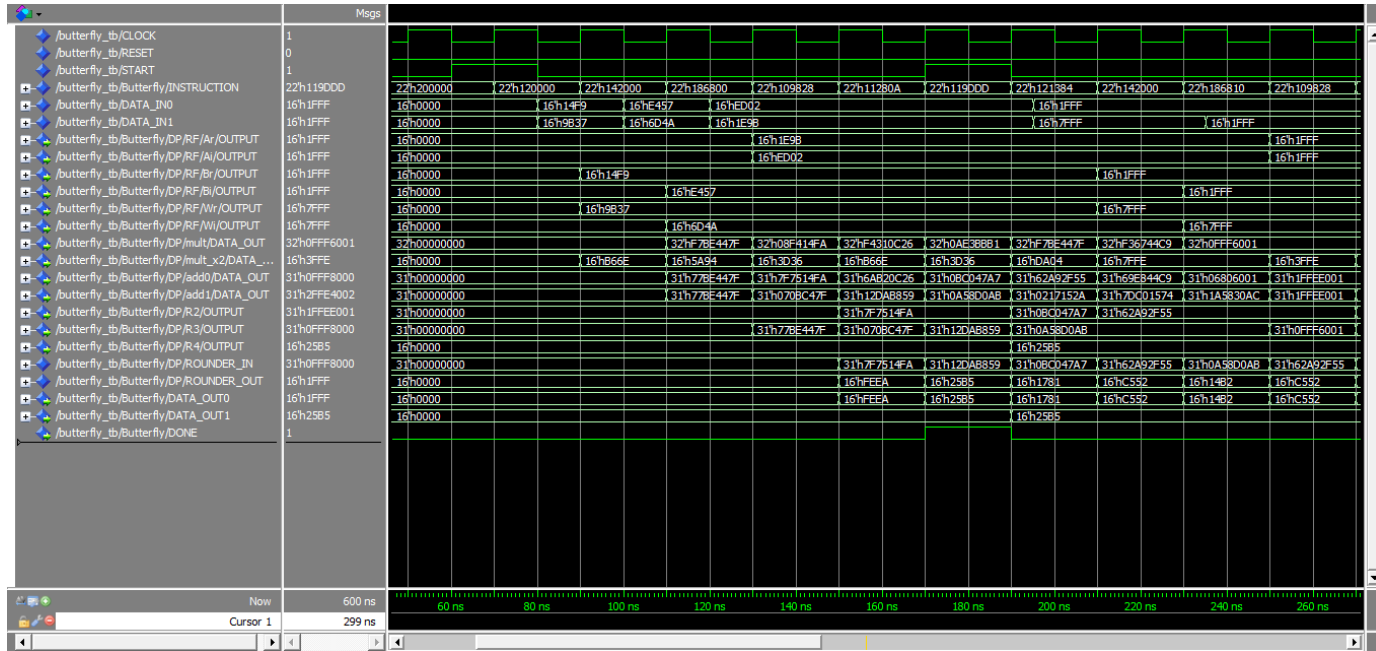 Msgs
/butterfly_tb/CLOCK 1
/butterfly_tb/RESET 0
/butterfly_tb/START 1
/butterfly_tb/Butterfly/INSTRUCTION 22'h119DDD 22'h200000 22'h120000 22'h142000 22'h186800 22'h109828 22'h11280A 22'h119DDD 22'h121384 22'h142000 22'h186810 22'h109828
/butterfly_tb/DATA_IN0 16'h1FFF 16'h0000 16'h14F9 16'hE457 16'hED02 16'h1FFF
/butterfly_tb/DATA_IN1 16'h1FFF 16'h0000 16'h9B37 16'h6D4A 16'h1E9B 16'h7FFF 16'h1FFF
/butterfly_tb/Butterfly/DP/RF/Ar/OUTPUT 16'h1FFF 16'h0000 16'h1E9B 16'h1FFF
/butterfly_tb/Butterfly/DP/RF/Ai/OUTPUT 16'h1FFF 16'h0000 16'hED02 16'h1FFF
/butterfly_tb/Butterfly/DP/RF/Br/OUTPUT 16'h1FFF 16'h0000 16'h14F9 16'h1FFF
/butterfly_tb/Butterfly/DP/RF/Bi/OUTPUT 16'h1FFF 16'h0000 16'hE457 16'h1FFF
/butterfly_tb/Butterfly/DP/RF/Wr/OUTPUT 16'h7FFF 16'h0000 16'h9B37 16'h7FFF
/butterfly_tb/Butterfly/DP/RF/Wi/OUTPUT 16'h7FFF 16'h0000 16'h6D4A 16'h7FFF
/butterfly_tb/Butterfly/DP/mult/DATA_OUT 32'h0FFF6001 32'h00000000 32'hF7BE447F 32'h08F414FA 32'hF4310C26 32'h0AE3BBB1 32'hF7BE447F 32'hF36744C9 32'h0FFF6001
/butterfly_tb/Butterfly/DP/mult_x2/DATA_... 16'h3FFE 16'h0000 16'hB66E 16'h5A94 16'h3D36 16'hB66E 16'h3D36 16'hDA04 16'h7FFE 16'h3FFE
/butterfly_tb/Butterfly/DP/add0/DATA_OUT 31'h0FFF8000 31'h00000000 31'h77BE447F 31'h7F7514FA 31'h6AB20C26 31'h0BC047A7 31'h62A92F55 31'h69E844C9 31'h06806001 31'h1FFEE001
/butterfly_tb/Butterfly/DP/add1/DATA_OUT 31'h2FFE4002 31'h00000000 31'h77BE447F 31'h070BC47F 31'h12DAB859 31'h0A58D0AB 31'h0217152A 31'h7DC01574 31'h1A5830AC 31'h1FFEE001
/butterfly_tb/Butterfly/DP/R2/OUTPUT 31'h1FFEE001 31'h00000000 31'h7F7514FA 31'h0BC047A7 31'h62A92F55
/butterfly_tb/Butterfly/DP/R3/OUTPUT 31'h0FFF8000 31'h00000000 31'h77BE447F 31'h070BC47F 31'h12DAB859 31'h0A58D0AB 31'h0FFF6001
/butterfly_tb/Butterfly/DP/R4/OUTPUT 16'h25B5 16'h0000 16'h25B5
/butterfly_tb/Butterfly/DP/ROUNDER_IN 31'h0FFF8000 31'h00000000 31'h7F7514FA 31'h12DAB859 31'h0BC047A7 31'h62A92F55 31'h0A58D0AB 31'h62A92F55
/butterfly_tb/Butterfly/DP/ROUNDER_OUT 16'h1FFF 16'h0000 16'hFEEA 16'h25B5 16'h1781 16'hC552 16'h14B2 16'hC552
/butterfly_tb/Butterfly/DATA_OUT0 16'h1FFF 16'h0000 16'hFEEA 16'h25B5 16'h1781 16'hC552 16'h14B2 16'hC552
/butterfly_tb/Butterfly/DATA_OUT1 16'h25B5 16'h0000 16'h25B5
/butterfly_tb/Butterfly/DONE 1
Now 600 ns 60 ns 80 ns 100 ns 120 ns 140 ns 160 ns 180 ns 200 ns 220 ns 240 ns 260 ns
Cursor 1 299 ns